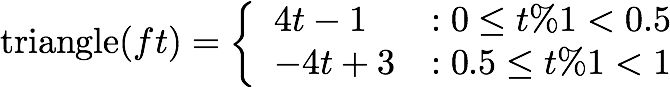 triangle(ft) = { 4t − 1 : 0 ≤ t%1 < 0.5
−4t + 3 : 0.5 ≤ t%1 < 1